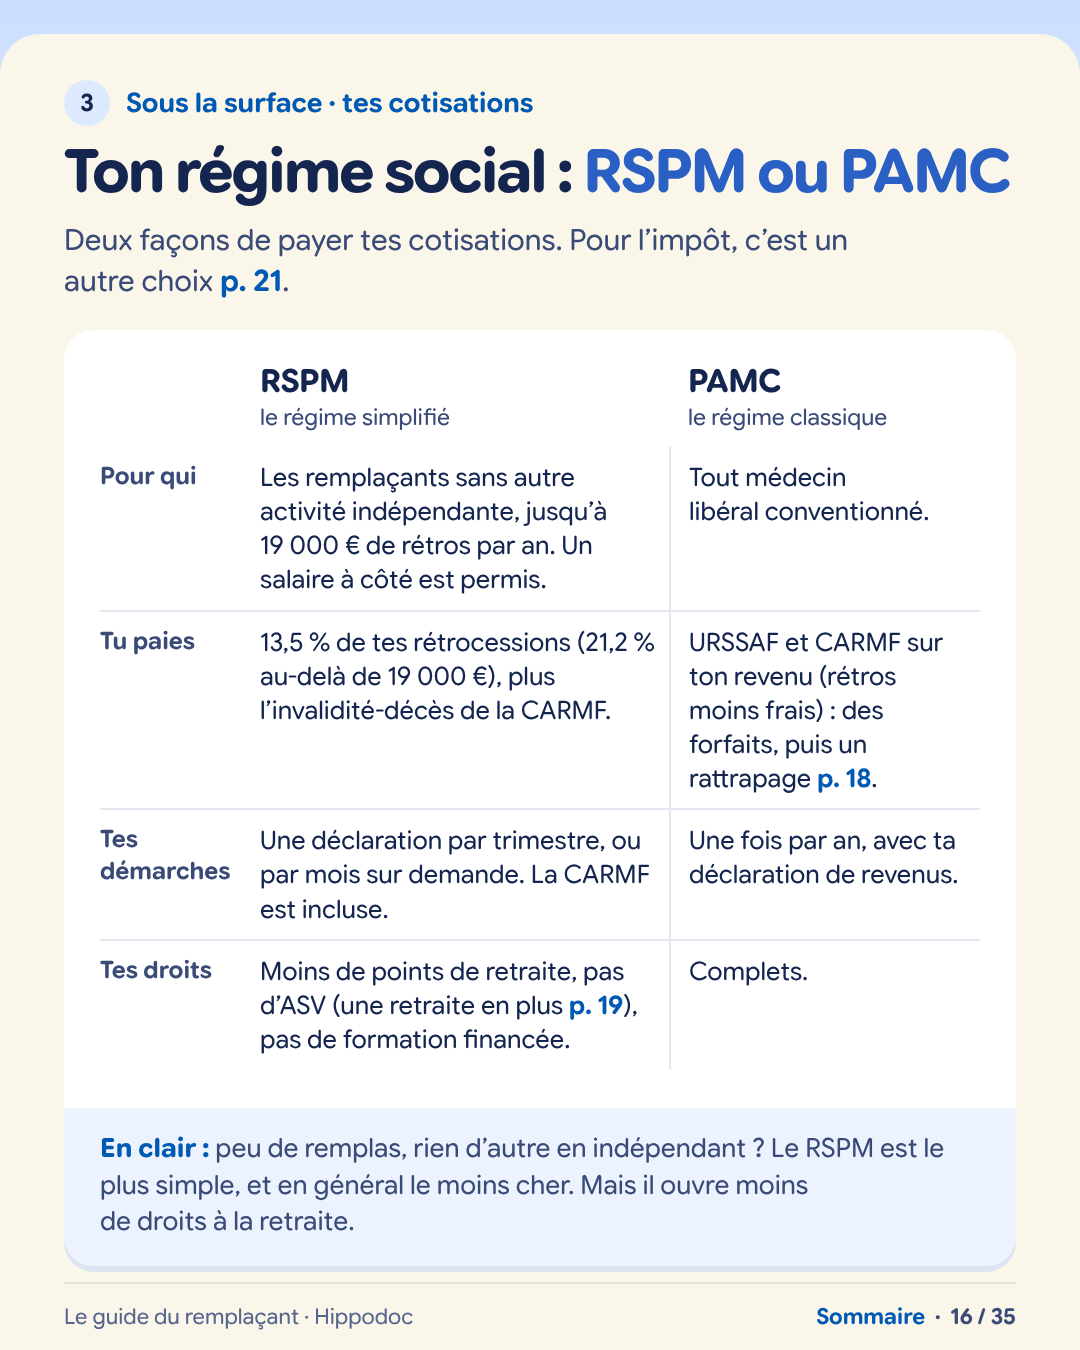 3 Sous la surface · tes cotisations
Ton régime social : RSPM ou PAMC
Deux façons de payer tes cotisations. Pour l’impôt, c’est un
autre choix p. 21.
RSPM
le régime simplifié
PAMC
le régime classique
Pour qui
Les remplaçants sans autre
activité indépendante, jusqu’à
19 000 € de rétros par an. Un
salaire à côté est permis.
Tout médecin
libéral conventionné.
Tu paies
13,5 % de tes rétrocessions (21,2 %
au-delà de 19 000 €), plus
l’invalidité-décès de la CARMF.
URSSAF et CARMF sur
ton revenu (rétros
moins frais) : des
forfaits, puis un
rattrapage p. 18.
Tes
démarches
Une déclaration par trimestre, ou
par mois sur demande. La CARMF
est incluse.
Une fois par an, avec ta
déclaration de revenus.
Tes droits
Moins de points de retraite, pas
d’ASV (une retraite en plus p. 19),
pas de formation financée.
Complets.
En clair : peu de remplas, rien d’autre en indépendant ? Le RSPM est le
plus simple, et en général le moins cher. Mais il ouvre moins
de droits à la retraite.
Le guide du remplaçant · Hippodoc
Sommaire · 16 / 35